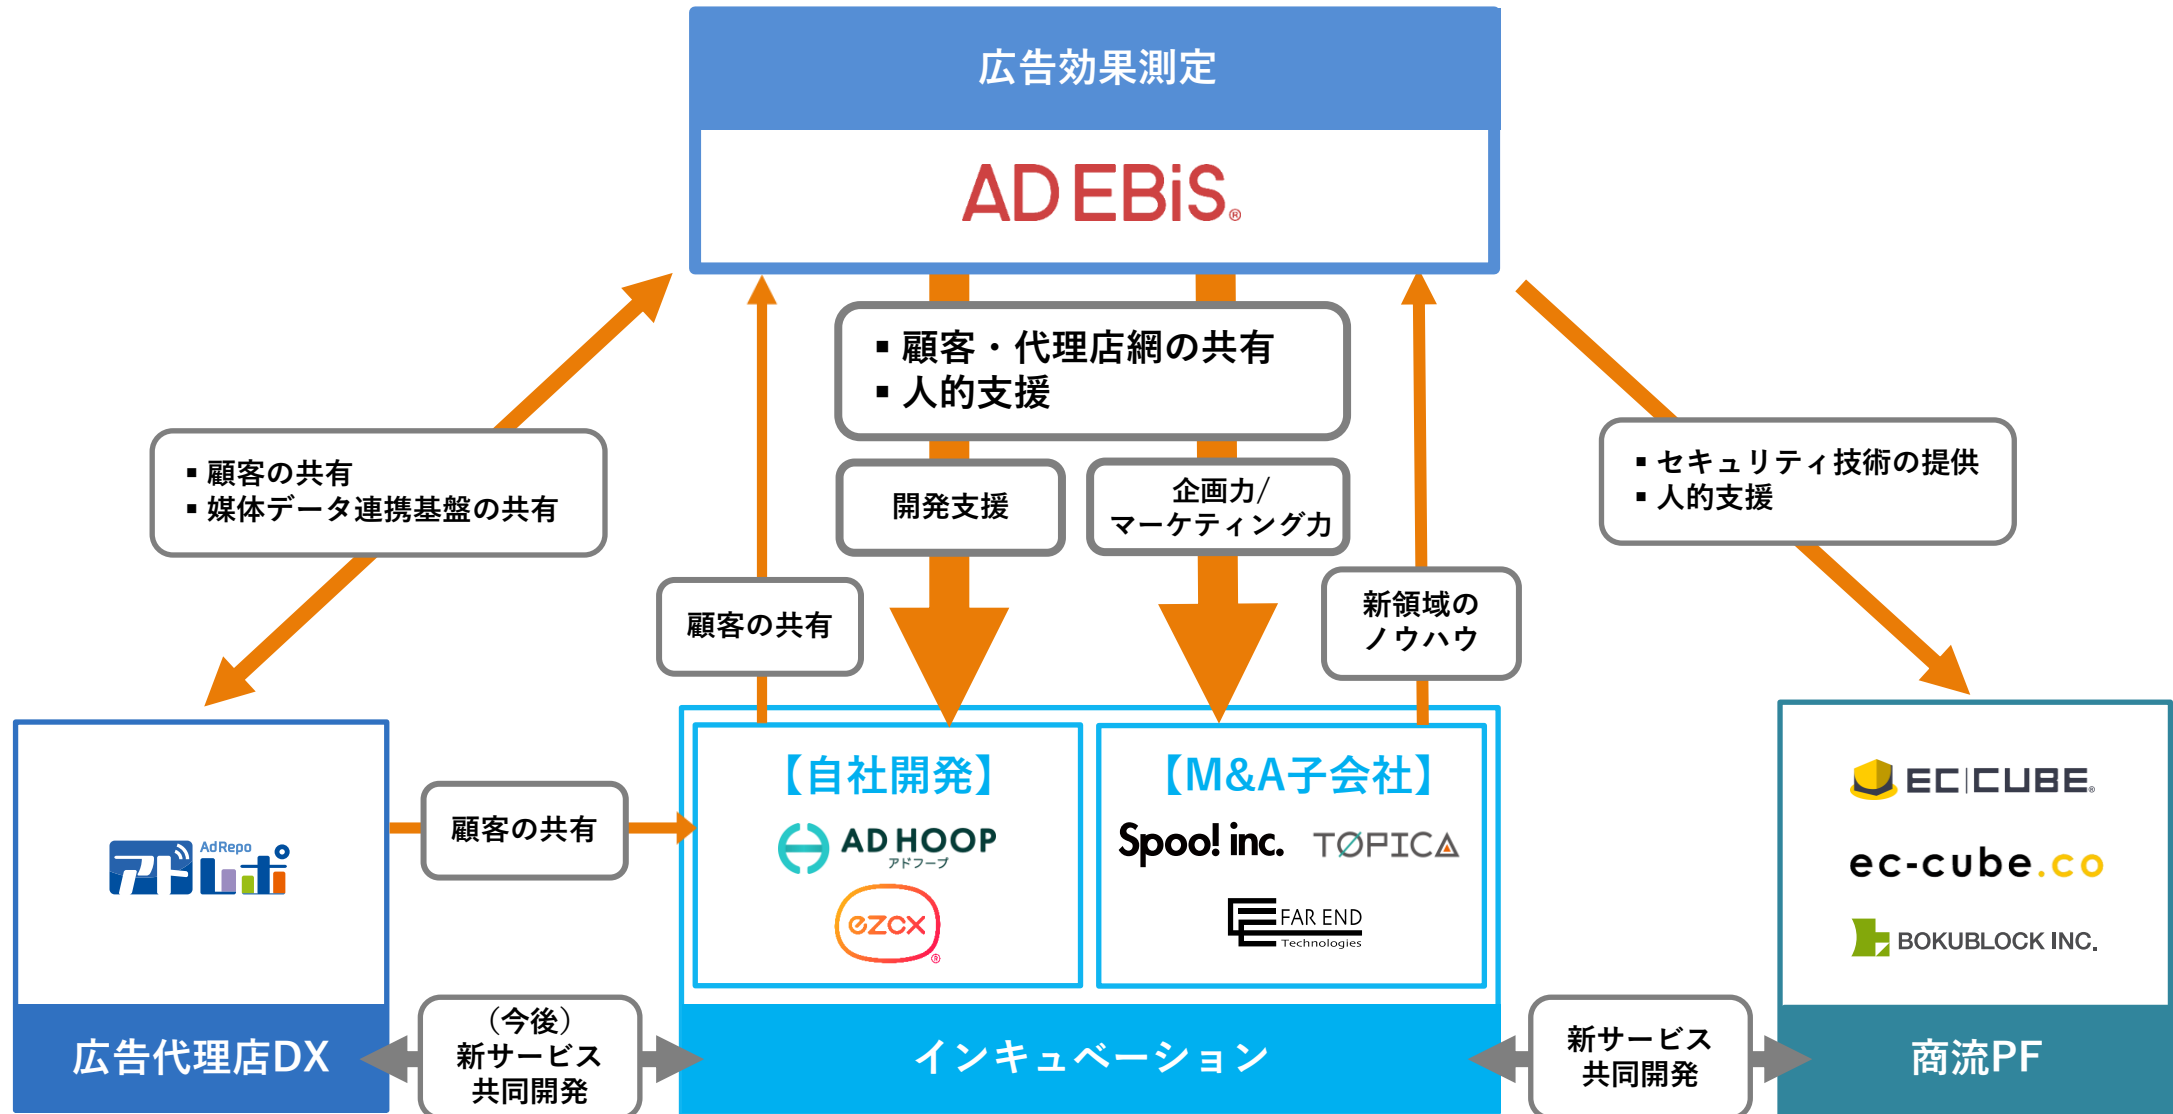 広告効果測定
AD EBiS®
▪ 顧客・代理店網の共有
▪ 人的支援
▪ 顧客の共有
▪ 媒体データ連携基盤の共有
開発支援
企画力/
マーケティング力
▪ セキュリティ技術の提供
▪ 人的支援
顧客の共有
新領域の
ノウハウ
顧客の共有
アドレポ
AdRepo
【自社開発】
AD HOOP
アドフープ
ezcx®
【M&A子会社】
Spoo! inc.
TØPICA
FAR END
Technologies
EC|CUBE®
ec-cube.co
BOKUBLOCK INC.
広告代理店DX
（今後）
新サービス
共同開発
インキュベーション
新サービス
共同開発
商流PF